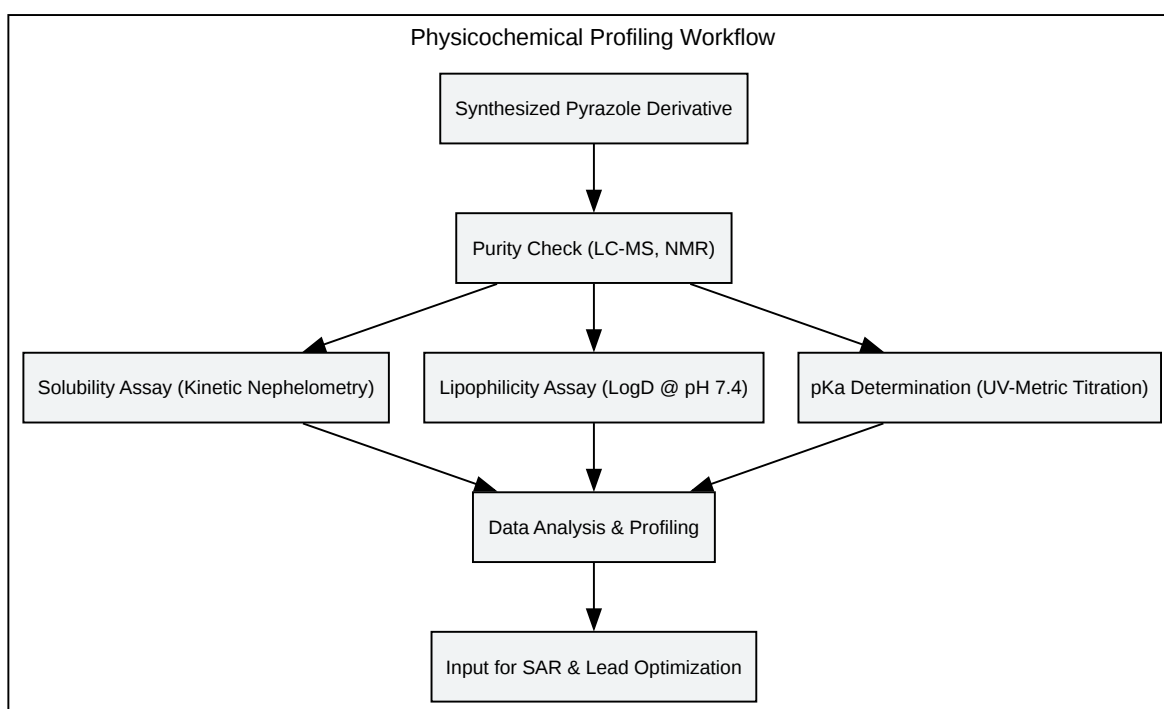 Physicochemical Profiling Workflow
Synthesized Pyrazole Derivative
Purity Check (LC-MS, NMR)
Solubility Assay (Kinetic Nephelometry)
Lipophilicity Assay (LogD @ pH 7.4)
pKa Determination (UV-Metric Titration)
Data Analysis & Profiling
Input for SAR & Lead Optimization